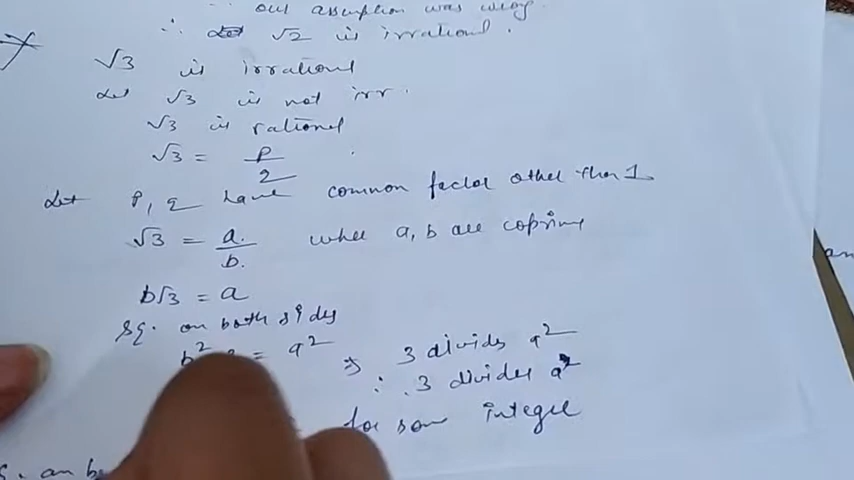 our assumption was wrong
∴ √2 is irrational.
√3 is irrational
Let √3 is not irr.
√3 is rational
√3 = p/q
Let p, q have common factor other than 1
√3 = a/b where a, b are coprime
b√3 = a
sq. on both sides
b² = a² ⇒ 3 divides a²
∴ 3 divides a
for some integer
an